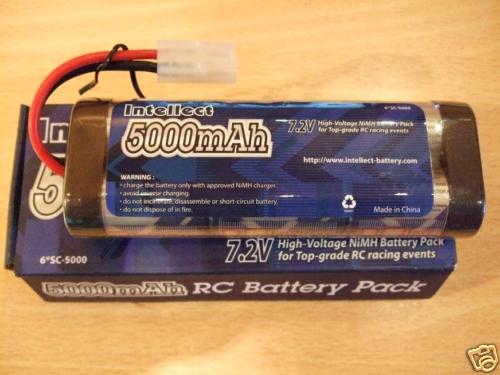 Intellect
5000mAh
6*SC-5000
7.2V High-Voltage NiMH Battery Pack
for Top-grade RC racing events
http://www.intellect-battery.com
WARNING :
• charge the battery only with approved NiMH charger
• avoid reverse charging.
• do not incinerate, disassemble or short-circuit battery
• do not dispose of in fire.
Made in China
6*SC-5000
7.2V High-Voltage NiMH Battery Pack
for Top-grade RC racing events
5000mAh RC Battery Pack